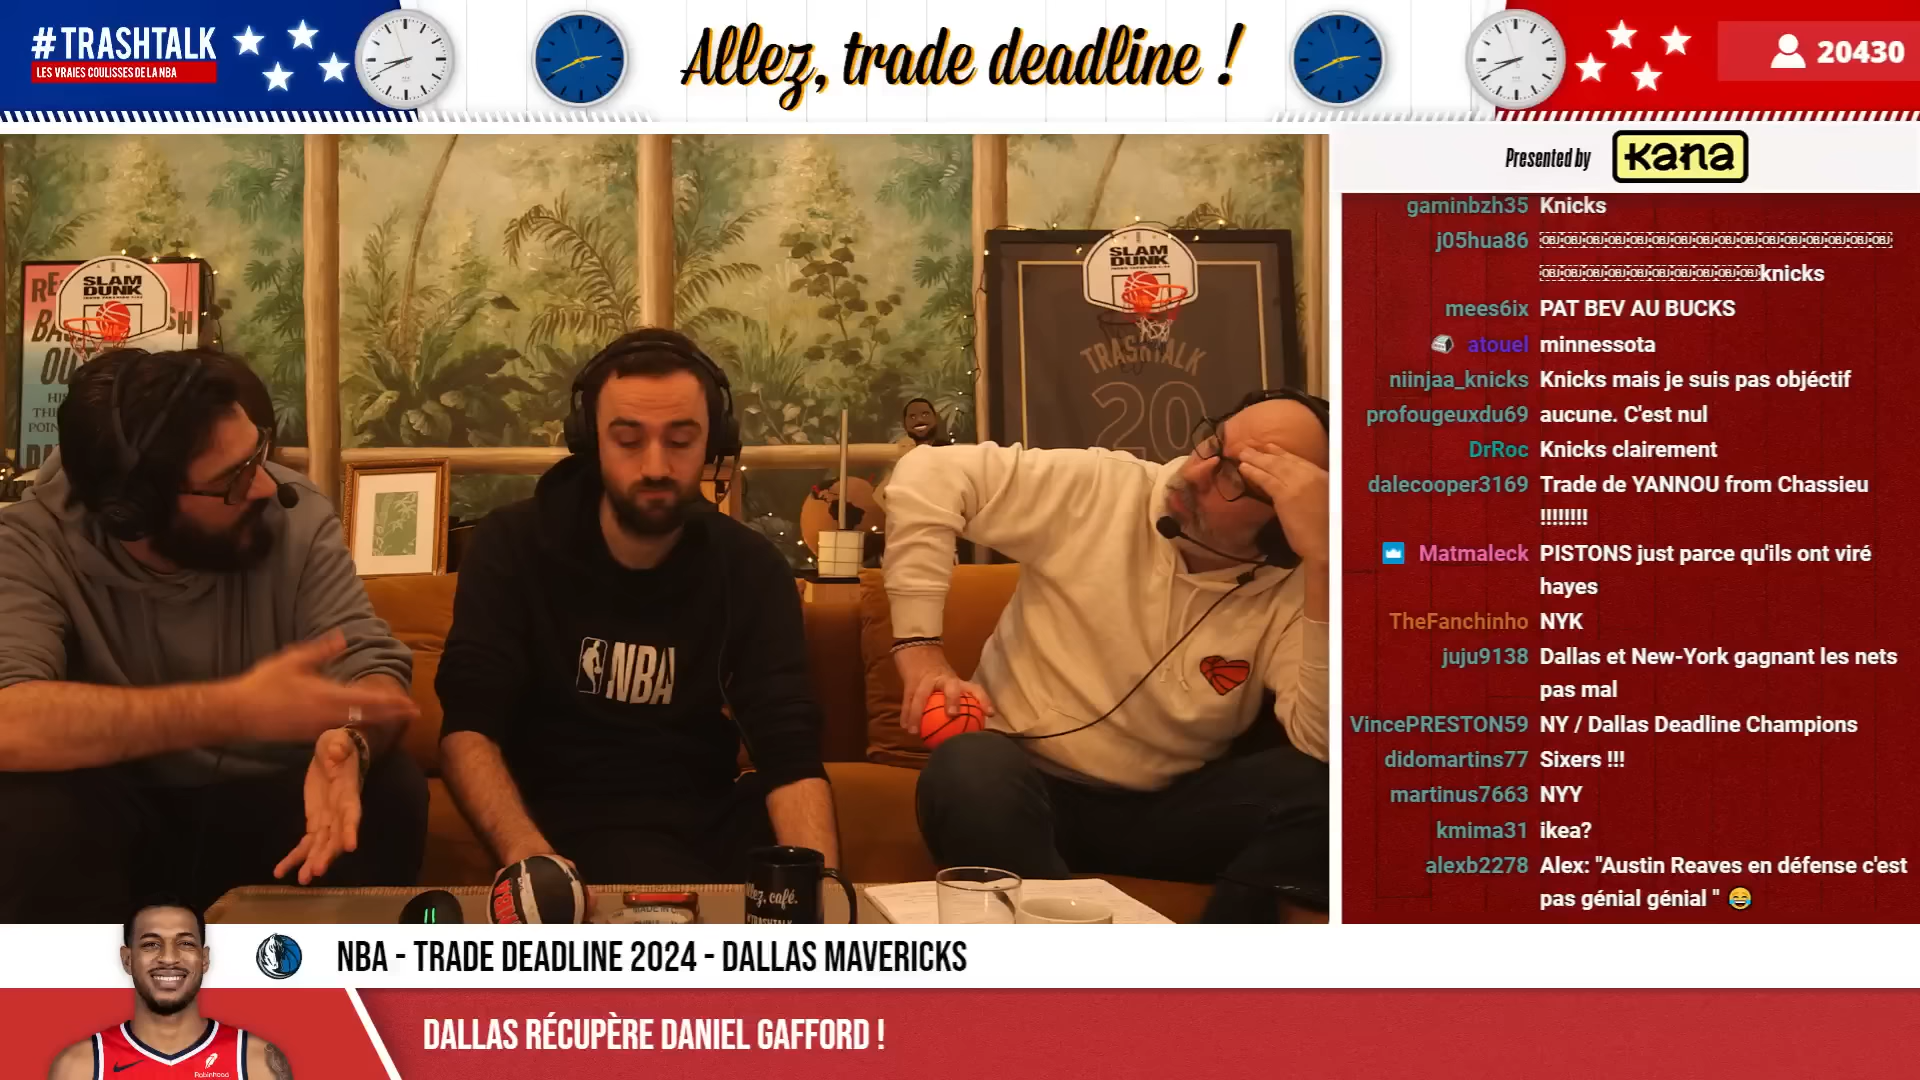 #TRASHTALK
LES VRAIES COULISSES DE LA NBA
Allez, trade deadline !
20430
Presented by
kana
gaminbzh35 Knicks
j05hua86
knicks
mees6ix PAT BEV AU BUCKS
atouel minnessota
niinjaa_knicks Knicks mais je suis pas objéctif
profougeuxdu69 aucune. C'est nul
DrRoc Knicks clairement
dalecooper3169 Trade de YANNOU from Chassieu
!!!!!!!!
Matmaleck PISTONS just parce qu'ils ont viré
hayes
TheFanchinho NYK
juju9138 Dallas et New-York gagnant les nets
pas mal
VincePRESTON59 NY / Dallas Deadline Champions
didomartins77 Sixers !!!
martinus7663 NYY
kmima31 ikea?
alexb2278 Alex: "Austin Reaves en défense c'est
pas génial génial " 😂
SLAM
DUNK
SLAM
DUNK
TRASHTALK
20
NBA
Allez, café.
#TRASHTALK
NBA - TRADE DEADLINE 2024 - DALLAS MAVERICKS
DALLAS RÉCUPÈRE DANIEL GAFFORD !
Robinhood